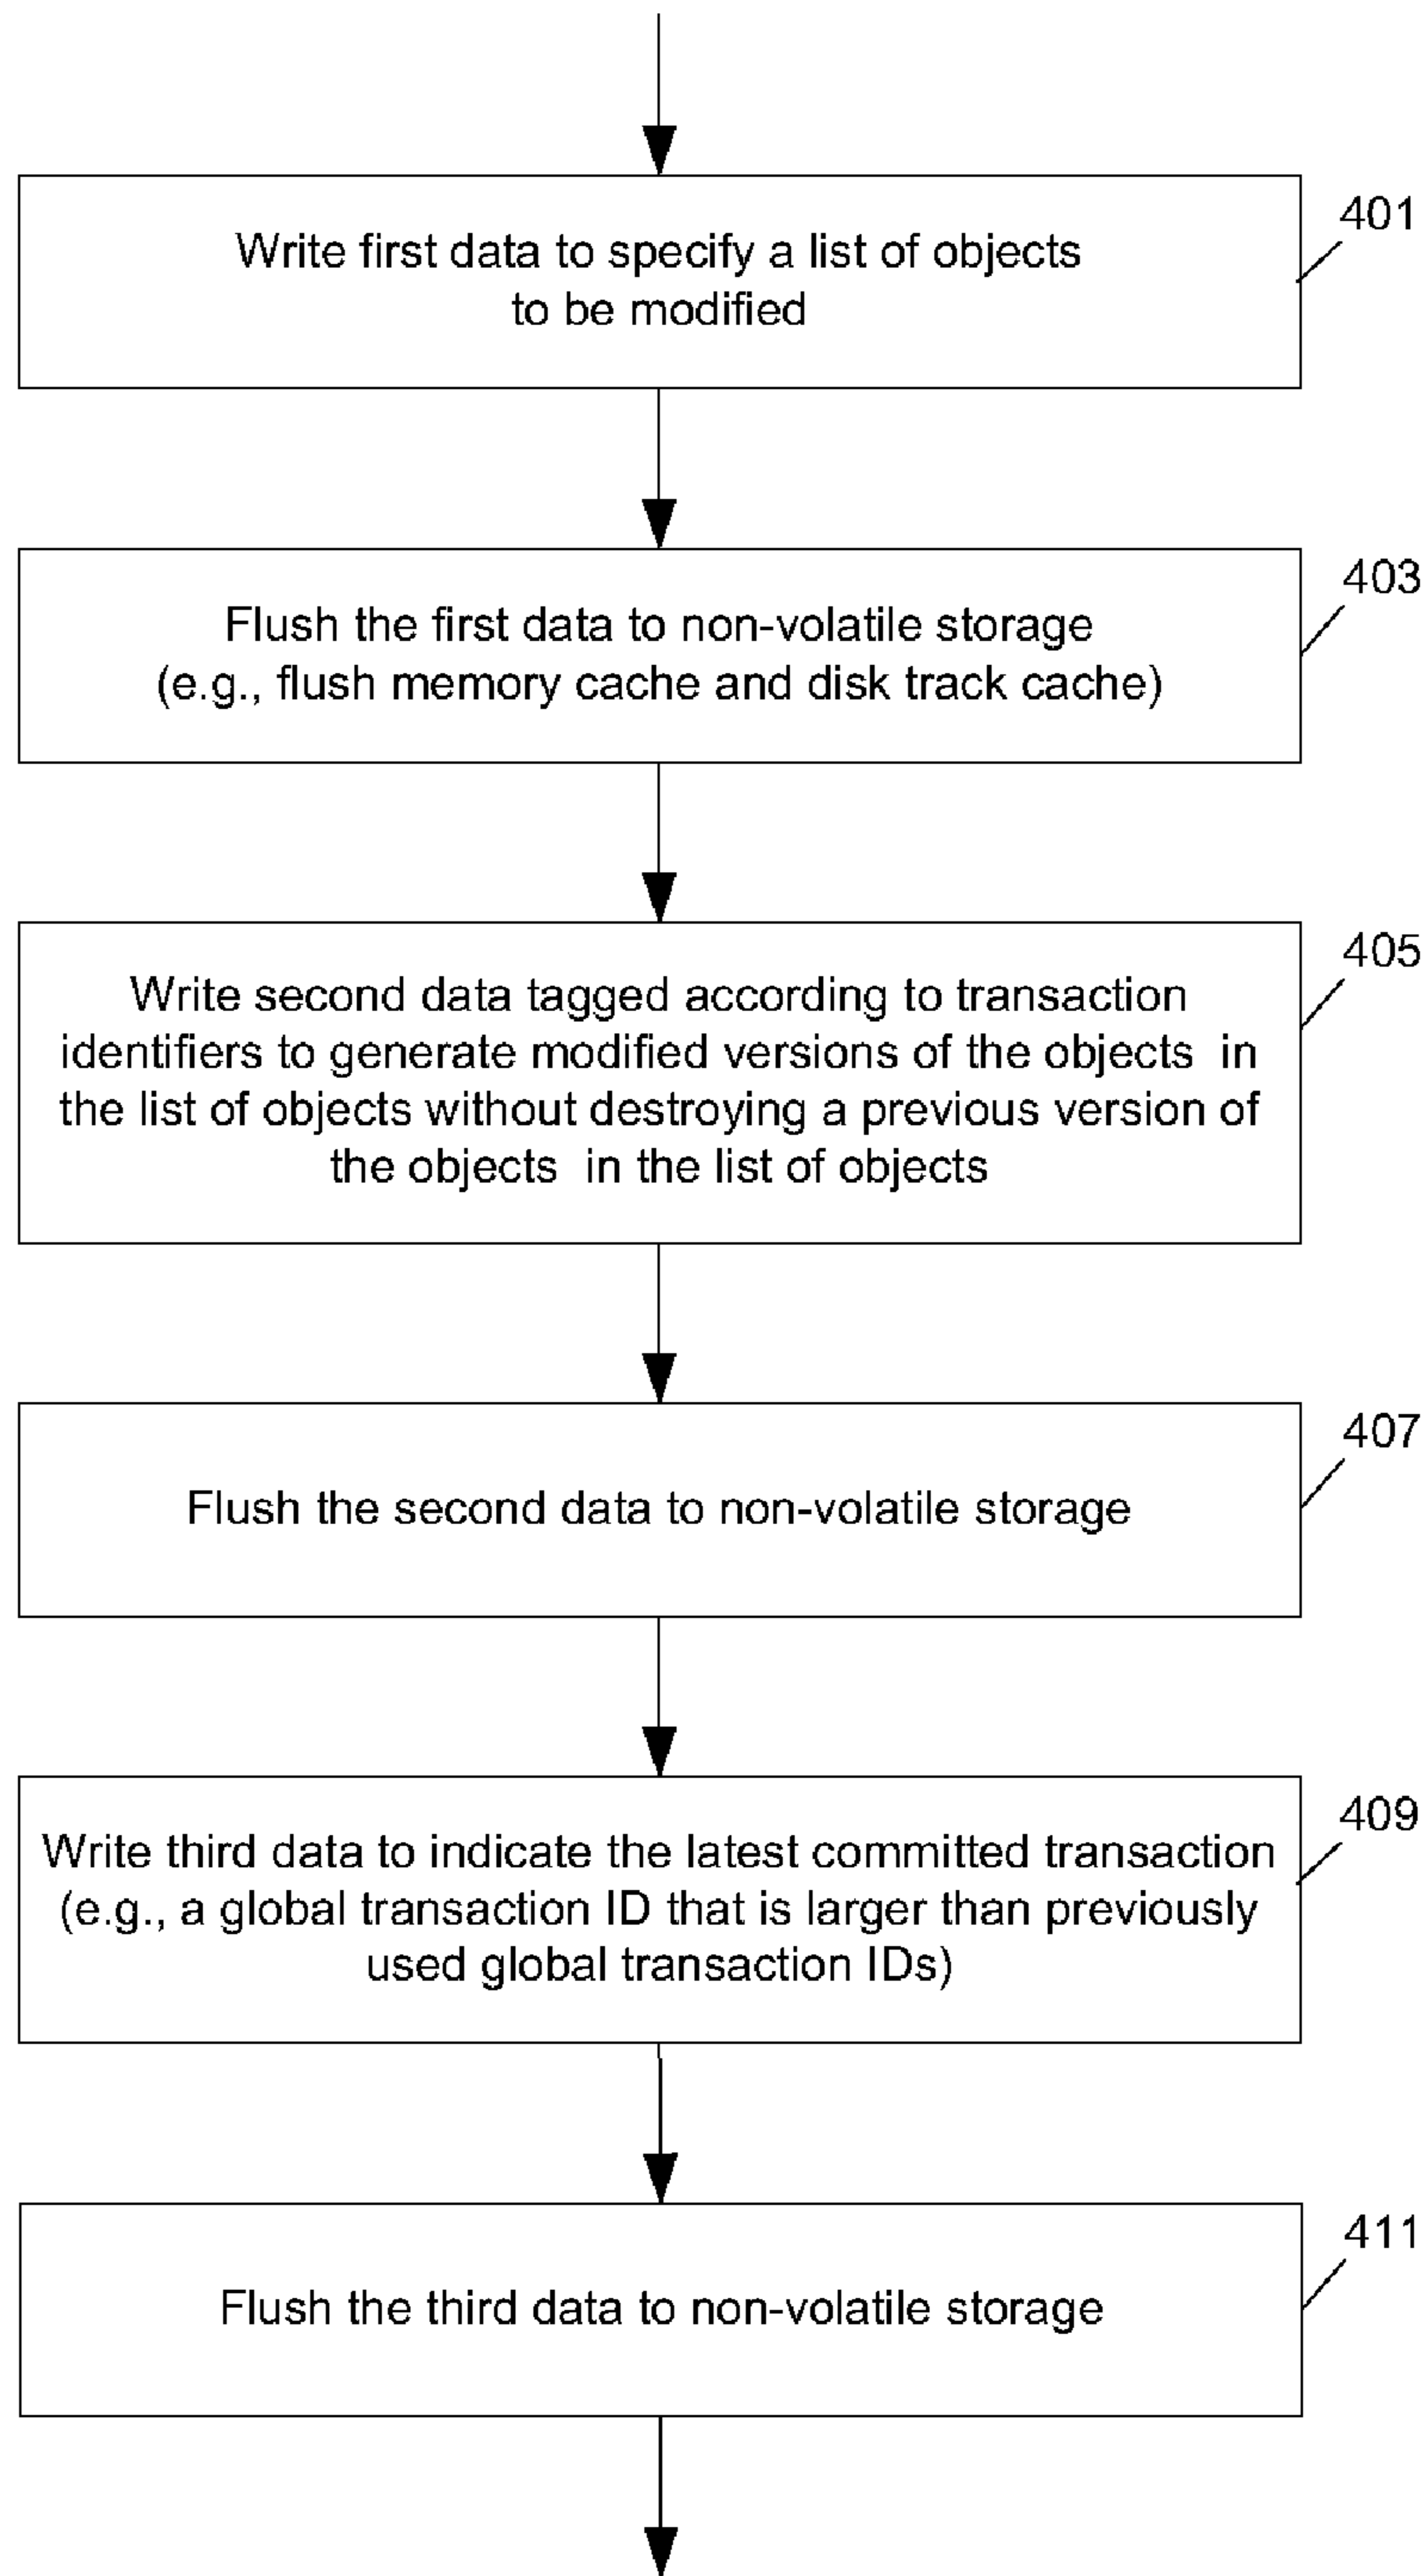 401
Write first data to specify a list of objects
to be modified
403
Flush the first data to non-volatile storage
(e.g., flush memory cache and disk track cache)
405
Write second data tagged according to transaction
identifiers to generate modified versions of the objects  in
the list of objects without destroying a previous version of
the objects  in the list of objects
407
Flush the second data to non-volatile storage
409
Write third data to indicate the latest committed transaction
(e.g., a global transaction ID that is larger than previously
used global transaction IDs)
411
Flush the third data to non-volatile storage